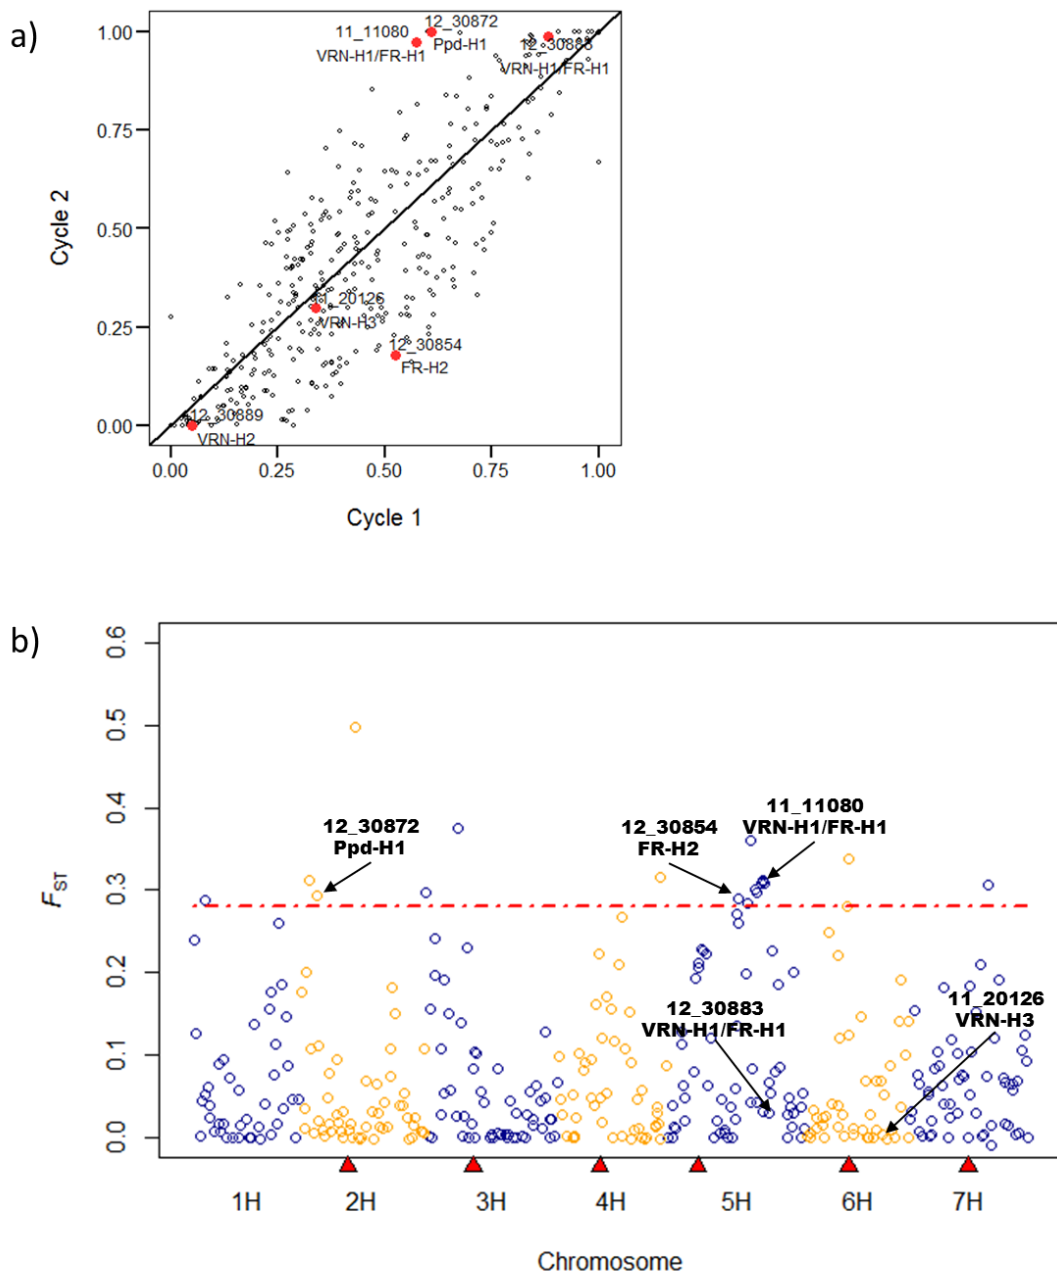 a)
11_11080
12_30872
VRN-H1/FR-H1
Ppd-H1
12_30883
VRN-H1/FR-H1
1.00
0.75
Cycle 2
0.50
11_20126
VRN-H3
0.25
12_30854
FR-H2
12_30889
VRN-H2
0.00
0.00 0.25 0.50 0.75 1.00
Cycle 1
b)
0.6
0.5
0.4
0.3
0.2
0.1
0.0
FST
12_30872
Ppd-H1
12_30854
FR-H2
11_11080
VRN-H1/FR-H1
12_30883
VRN-H1/FR-H1
11_20126
VRN-H3
1H 2H 3H 4H 5H 6H 7H
Chromosome